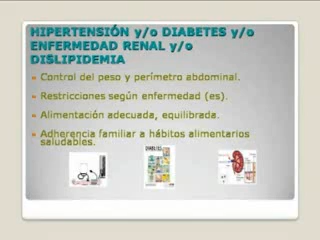 HIPERTENSIÓN y/o DIABETES y/o
ENFERMEDAD RENAL y/o
DISLIPIDEMIA
Control del peso y perímetro abdominal.
Restricciones según enfermedad (es).
Alimentación adecuada, equilibrada.
Adherencia familiar a hábitos alimentarios
saludables.
DIABETES